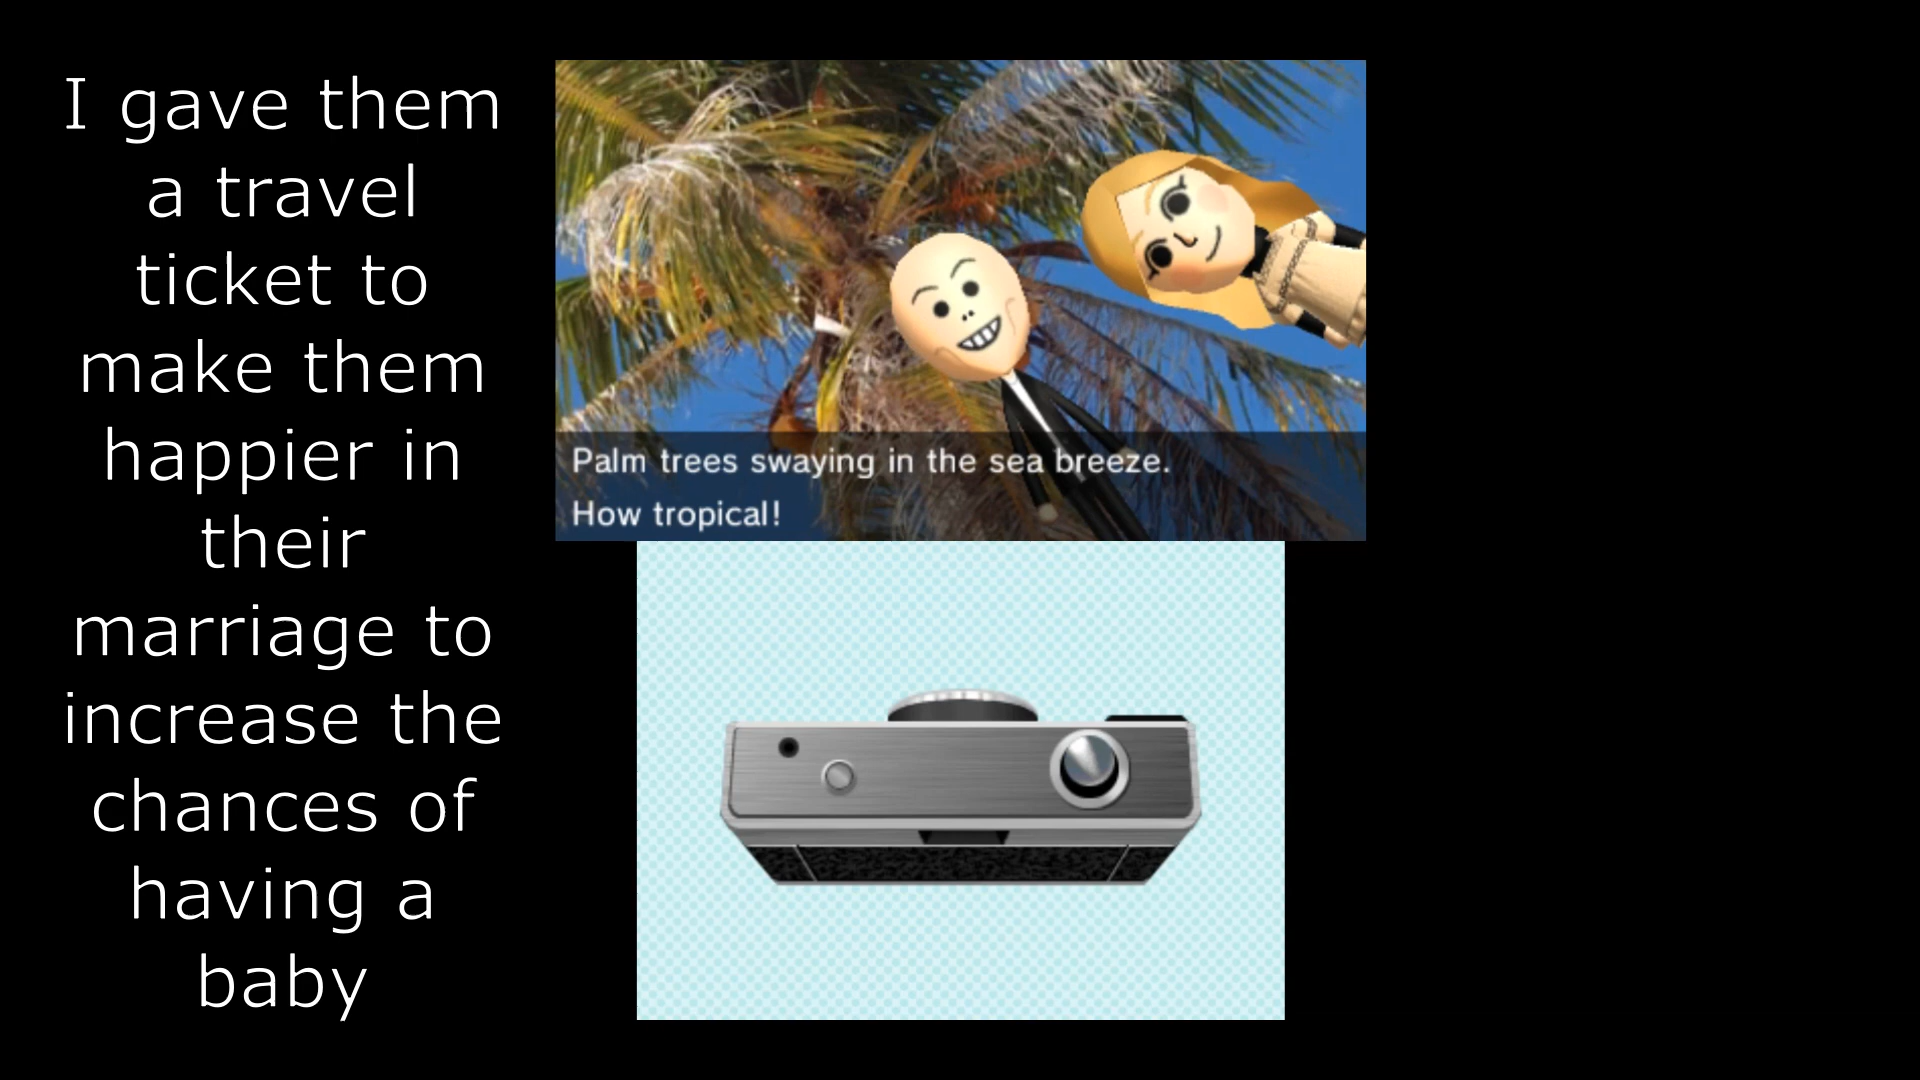 I gave them
a travel
ticket to
make them
happier in
their
marriage to
increase the
chances of
having a
baby
Palm trees swaying in the sea breeze.
How tropical!